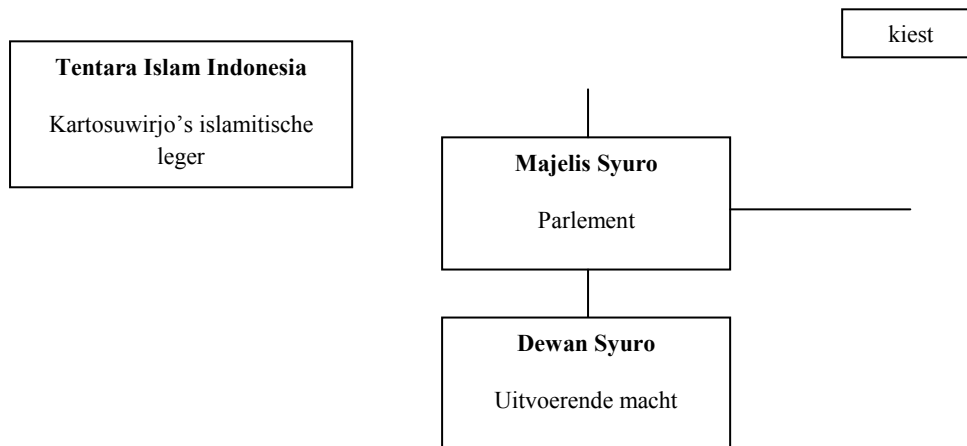 kiest
Tentara Islam Indonesia
Kartosuwirjo’s islamitische
leger
Majelis Syuro
Parlement
Dewan Syuro
Uitvoerende macht